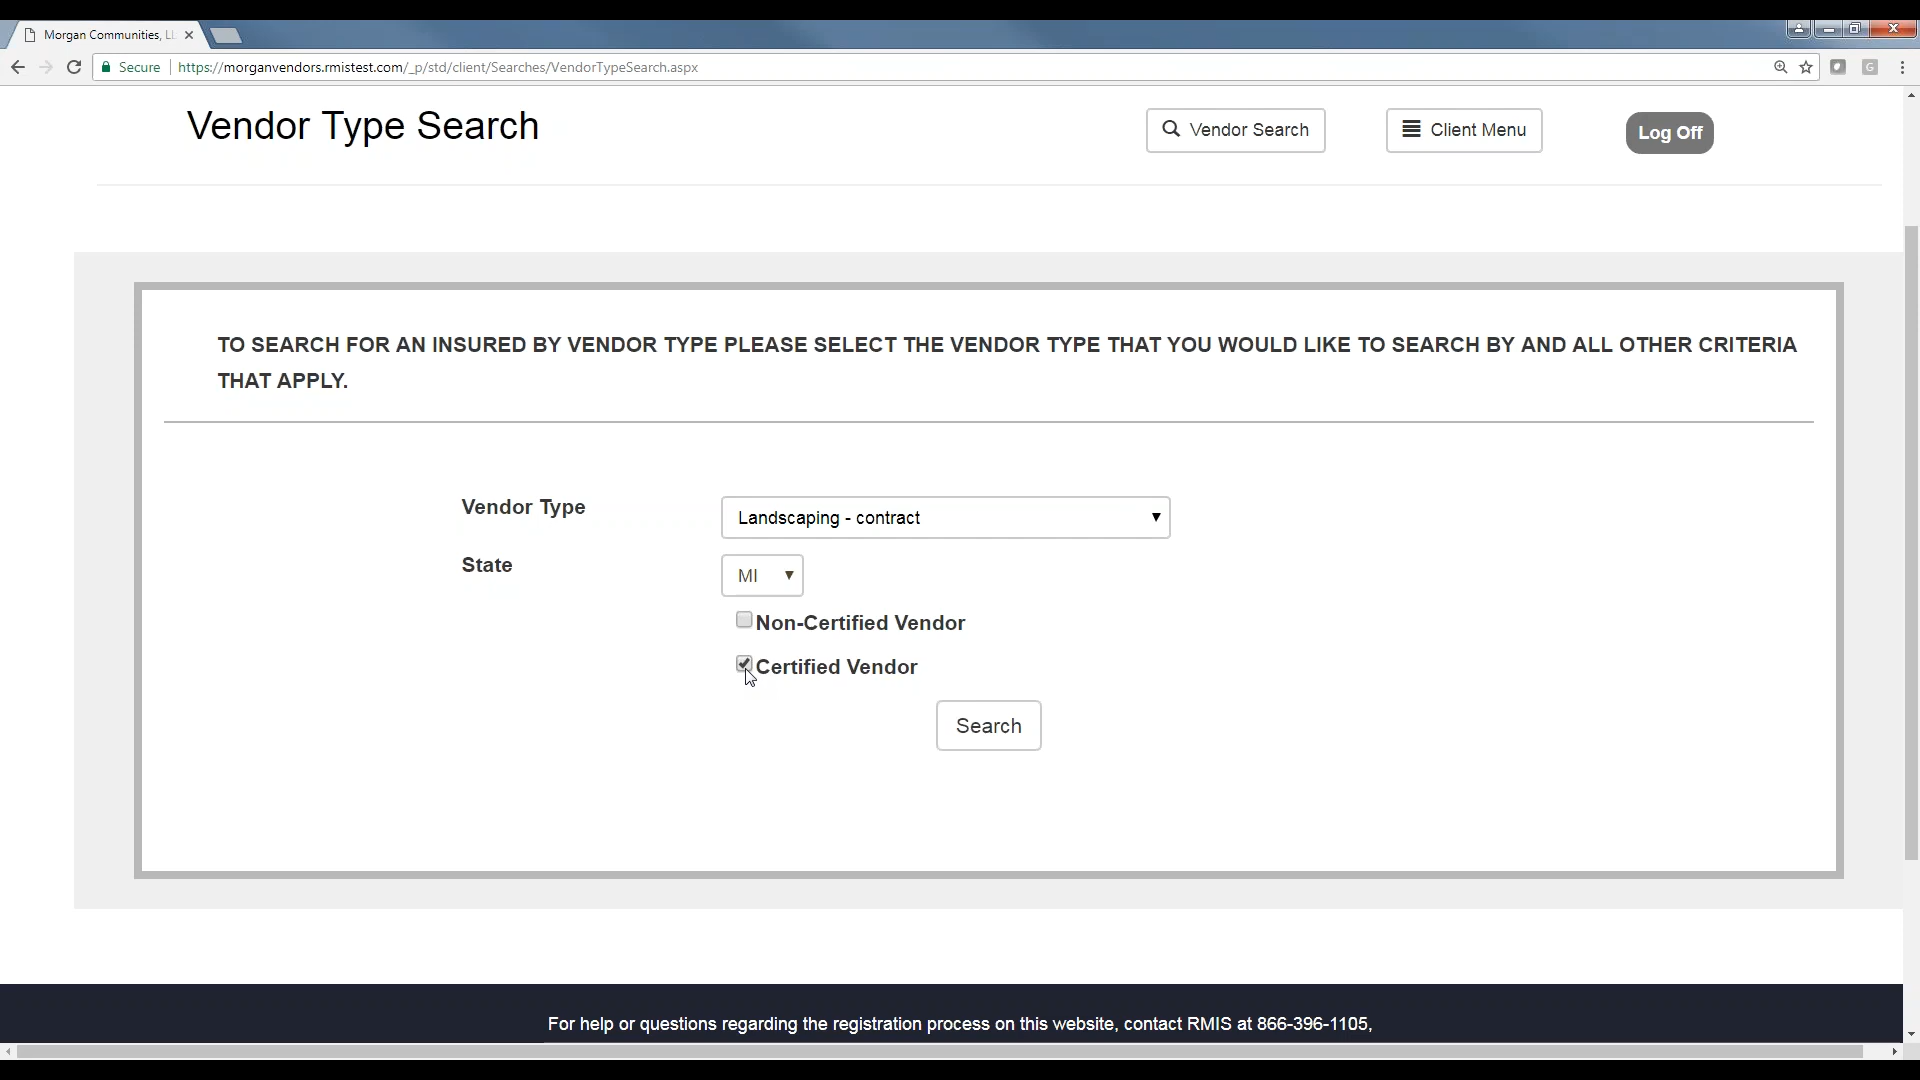 Morgan Communities, LL
Secure
https://morganvendors.rmistest.com/_p/std/client/Searches/VendorTypeSearch.aspx
G
Vendor Type Search
Vendor Search
Client Menu
Log Off
TO SEARCH FOR AN INSURED BY VENDOR TYPE PLEASE SELECT THE VENDOR TYPE THAT YOU WOULD LIKE TO SEARCH BY AND ALL OTHER CRITERIA
THAT APPLY.
Vendor Type
Landscaping - contract
State
MI
Non-Certified Vendor
Certified Vendor
Search
For help or questions regarding the registration process on this website, contact RMIS at 866-396-1105,